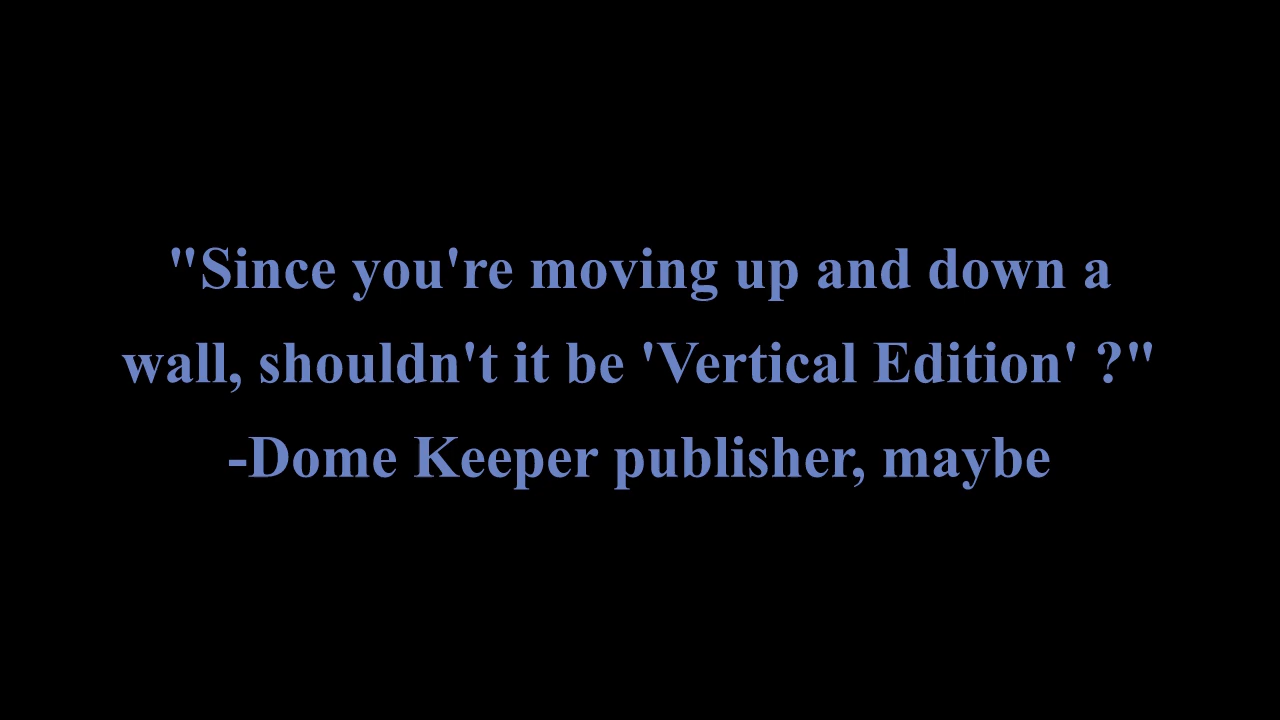 "Since you're moving up and down a
wall, shouldn't it be 'Vertical Edition' ?"
-Dome Keeper publisher, maybe